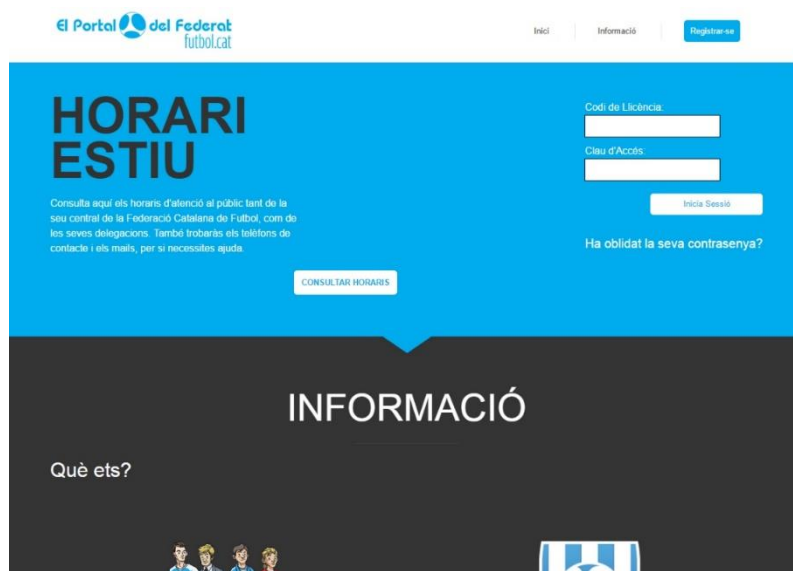 El Portal del Federat
futbol.cat
Inici
Informació
Registrar-se
HORARI
ESTIU
Consulta aquí els horaris d'atenció al públic tant de la
seu central de la Federació Catalana de Futbol, com de
les seves delegacions. També trobaràs els telèfons de
contacte i els mails, per si necessites ajuda.
CONSULTAR HORARIS
Codi de Llicència:
Clau d'Accés:
Inicia Sessió
Ha oblidat la seva contrasenya?
INFORMACIÓ
Què ets?